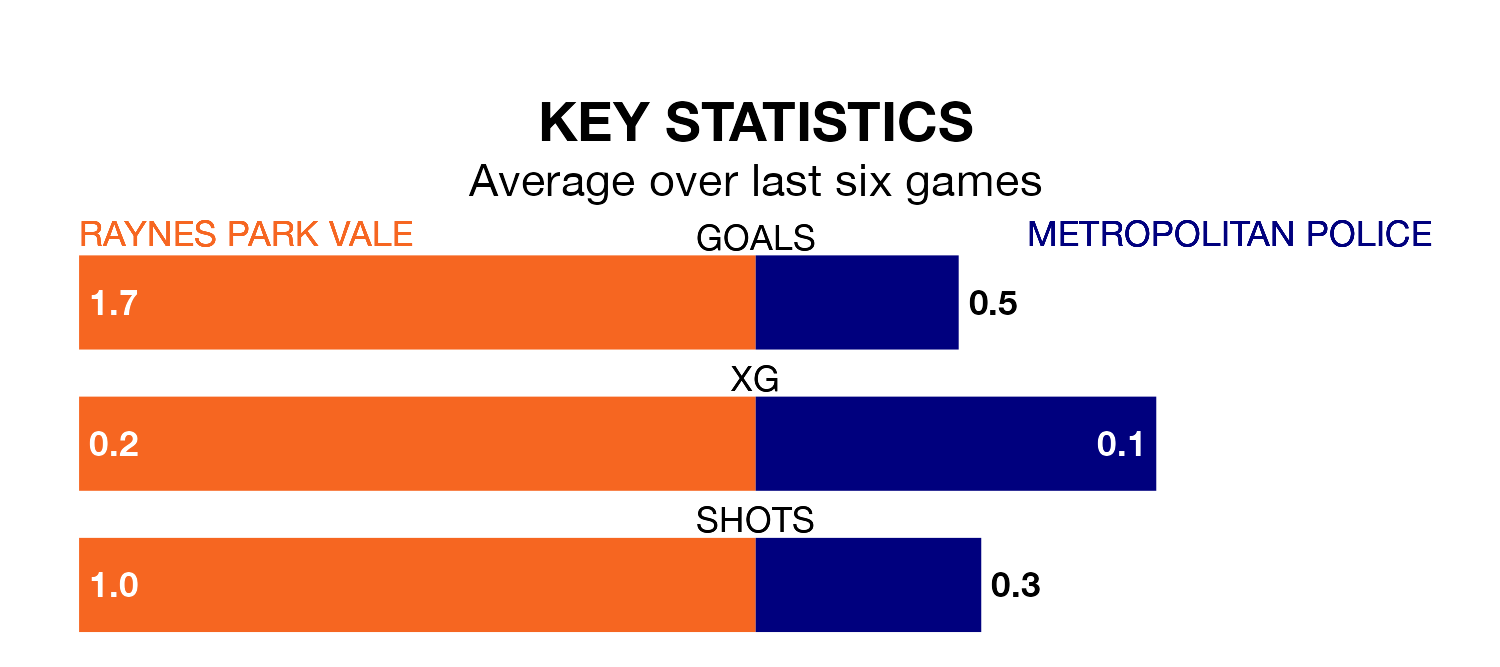 KEY STATISTICS
Average over last six games
RAYNES PARK VALE
GOALS
METROPOLITAN POLICE
1.7
0.5
XG
0.2
0.1
SHOTS
1.0
0.3